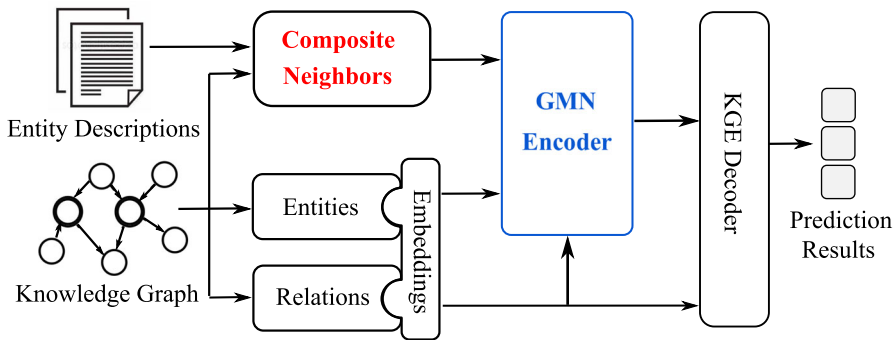 Entity Descriptions
Knowledge Graph
Composite
Neighbors
Entities
Relations
Embeddings
GMN
Encoder
KGE Decoder
Prediction
Results